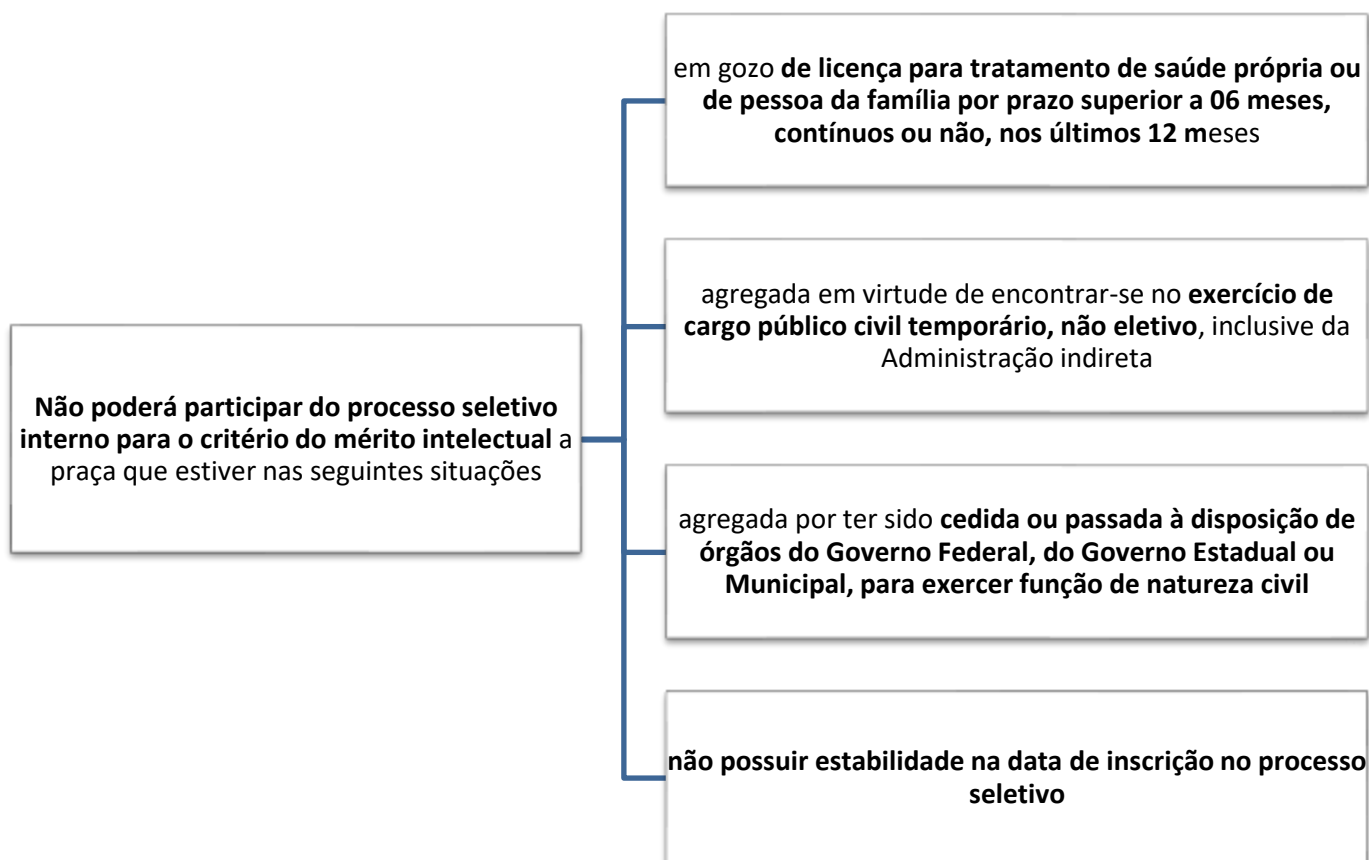 Não poderá participar do processo seletivo
interno para o critério do mérito intelectual a
praça que estiver nas seguintes situações
em gozo de licença para tratamento de saúde própria ou
de pessoa da família por prazo superior a 06 meses,
contínuos ou não, nos últimos 12 meses
agregada em virtude de encontrar-se no exercício de
cargo público civil temporário, não eletivo, inclusive da
Administração indireta
agregada por ter sido cedida ou passada à disposição de
órgãos do Governo Federal, do Governo Estadual ou
Municipal, para exercer função de natureza civil
não possuir estabilidade na data de inscrição no processo
seletivo